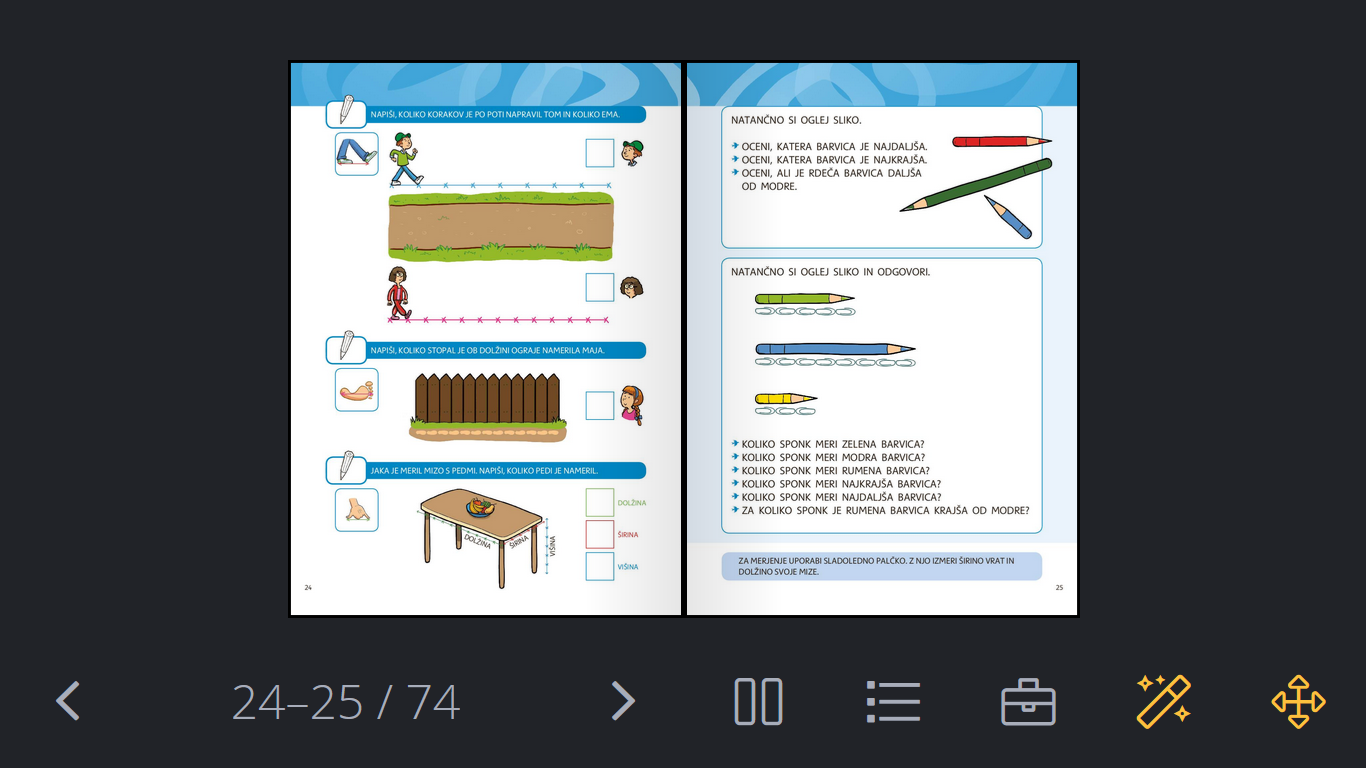 NAPIŠI, KOLIKO KORAKOV JE PO POTI NAPRAVIL TOM IN KOLIKO EMA.
NAPIŠI, KOLIKO STOPAL JE OB DOLŽINI OGRAJE NAMERILA MAJA.
JAKA JE MERIL MIZO S PEDMI. NAPIŠI, KOLIKO PEDI JE NAMERIL.
DOLŽINA
ŠIRINA
VIŠINA
DOLŽINA
ŠIRINA
VIŠINA
24
NATANČNO SI OGLEJ SLIKO.
OCENI, KATERA BARVICA JE NAJDALJŠA.
OCENI, KATERA BARVICA JE NAJKRAJŠA.
OCENI, ALI JE RDEČA BARVICA DALJŠA
OD MODRE.
NATANČNO SI OGLEJ SLIKO IN ODGOVORI.
KOLIKO SPONK MERI ZELENA BARVICA?
KOLIKO SPONK MERI MODRA BARVICA?
KOLIKO SPONK MERI RUMENA BARVICA?
KOLIKO SPONK MERI NAJKRAJŠA BARVICA?
KOLIKO SPONK MERI NAJDALJŠA BARVICA?
ZA KOLIKO SPONK JE RUMENA BARVICA KRAJŠA OD MODRE?
ZA MERJENJE UPORABI SLADOLEDNO PALČKO. Z NJO IZMERI ŠIRINO VRAT IN
DOLŽINO SVOJE MIZE.
25
24–25 / 74